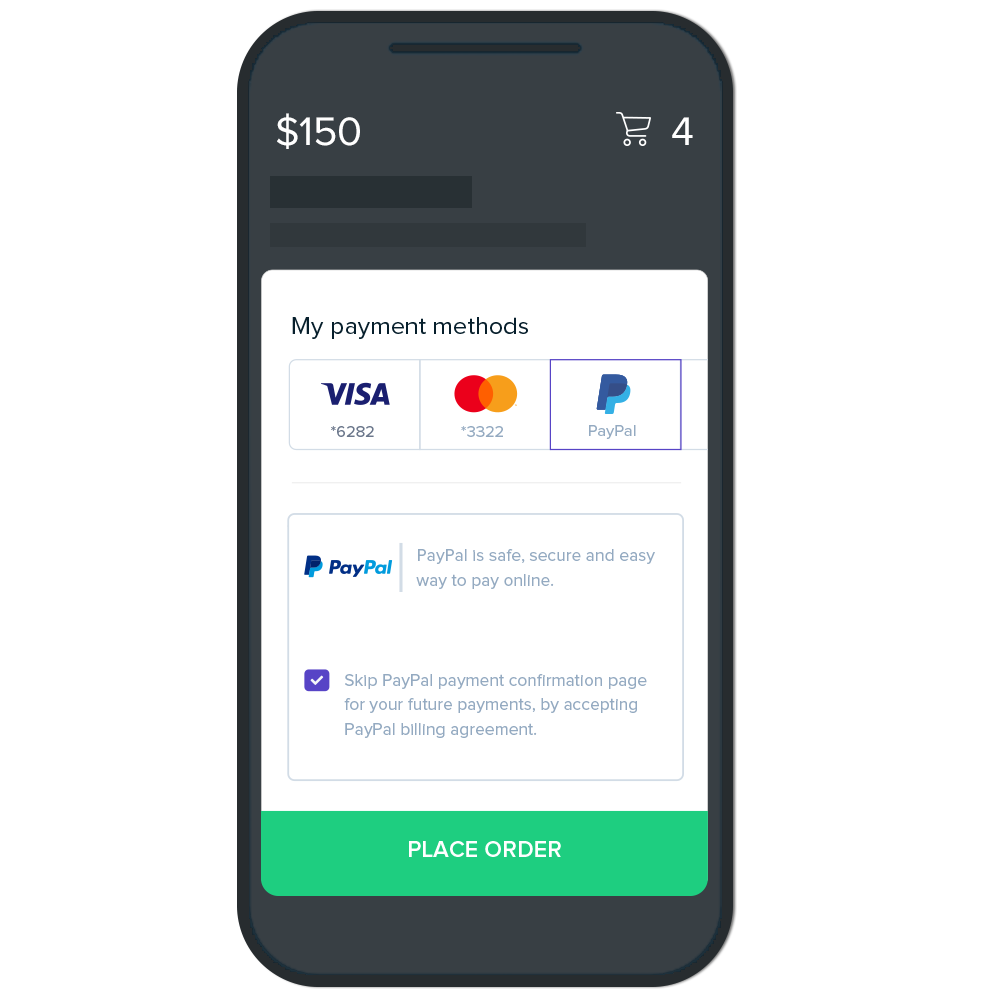 $150 4
My payment methods
VISA
*6282 *3322 PayPal
PayPal PayPal is safe, secure and easy
way to pay online.
Skip PayPal payment confirmation page
for your future payments, by accepting
PayPal billing agreement.
PLACE ORDER